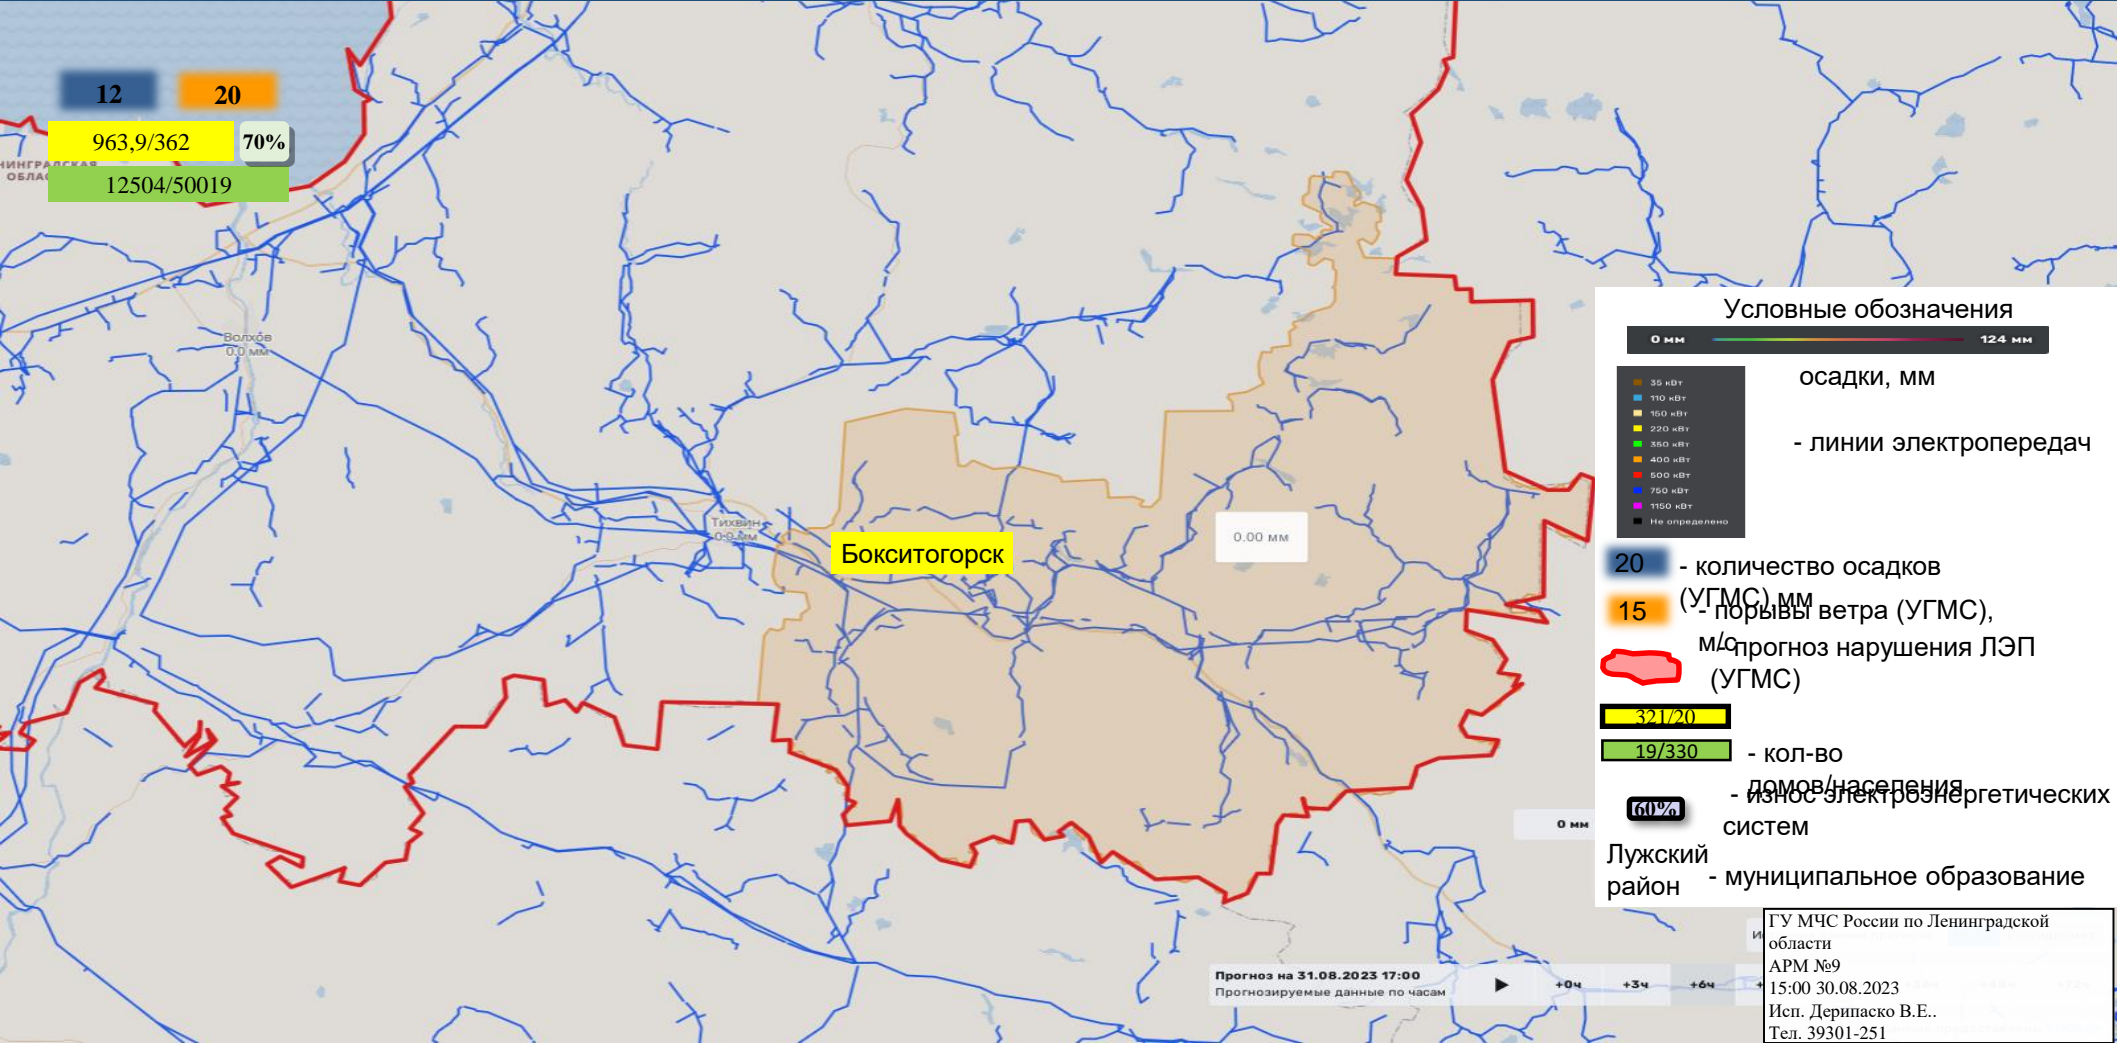 12
20
963,9/362
70%
12504/50019
Волхов
0.0 мм
Тихвин
0.0 мм
Бокситогорск
0.00 мм
Условные обозначения
0 мм
124 мм
осадки, мм
35 кВт
110 кВт
150 кВт
220 кВт
350 кВт
400 кВт
500 кВт
750 кВт
1150 кВт
Не определено
- линии электропередач
20
- количество осадков
(УГМС),мм
15
- порывы ветра (УГМС),
м/с
- прогноз нарушения ЛЭП
(УГМС)
321/20
19/330
- кол-во
домов/населения
60%
- износ электроэнергетических
систем
Лужский
район
- муниципальное образование
0 мм
Прогноз на 31.08.2023 17:00
Прогнозируемые данные по часам
+0ч
+3ч
+6ч
ГУ МЧС России по Ленинградской
области
АРМ №9
15:00 30.08.2023
Исп. Дерипаско В.Е..
Тел. 39301-251